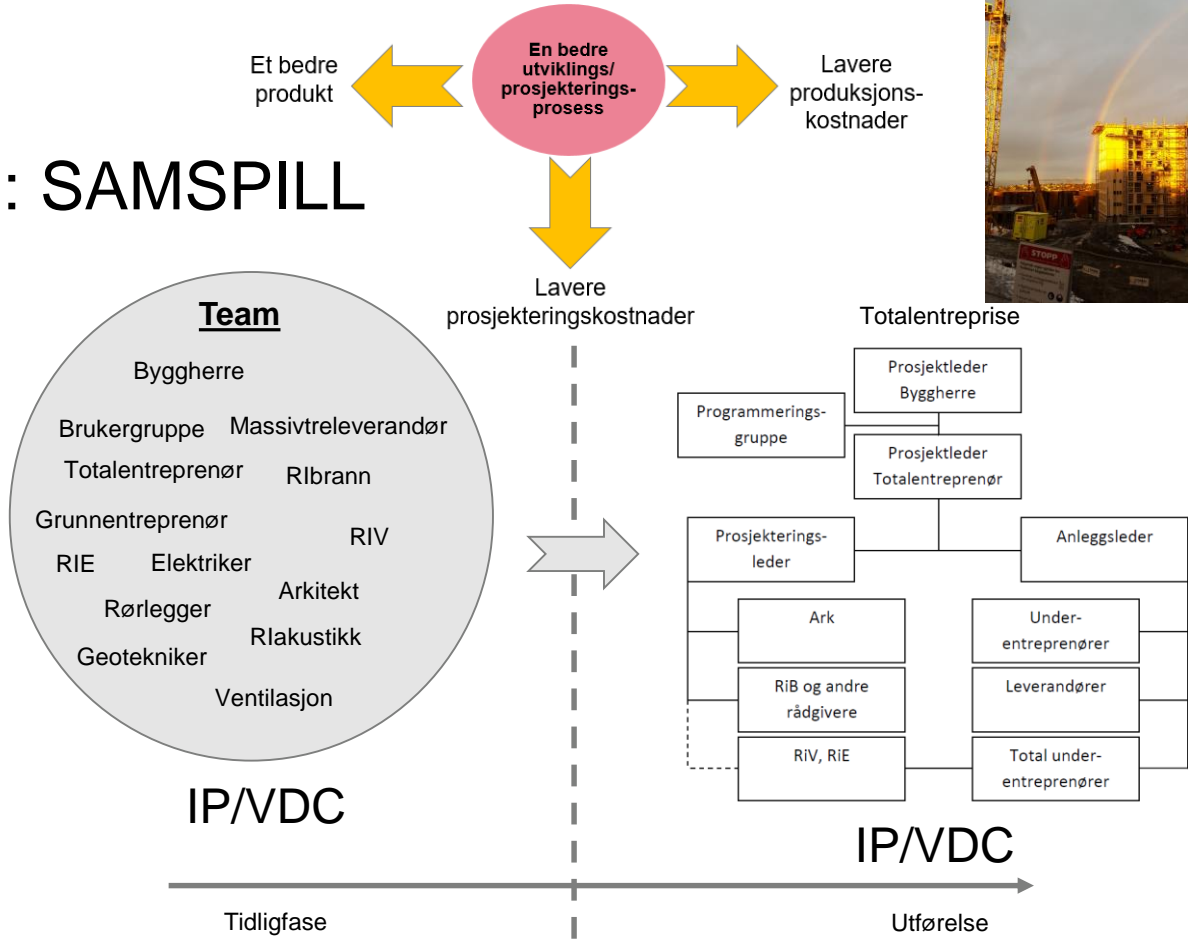 En bedre
utviklings/
prosjekterings-
prosess
Et bedre
produkt
Lavere
produksjons-
kostnader
: SAMSPILL
STOPP
Lavere
prosjekteringskostnader
Team
Byggherre
Brukergruppe
Massivtreleverandør
Totalentreprenør
RIbrann
Grunnentreprenør
RIV
RIE
Elektriker
Arkitekt
Rørlegger
RIakustikk
Geotekniker
Ventilasjon
IP/VDC
Totalentreprise
Prosjektleder
Byggherre
Programmerings-
gruppe
Prosjektleder
Totalentreprenør
Prosjekterings-
leder
Anleggsleder
Ark
Under-
entreprenører
RiB og andre
rådgivere
Leverandører
RiV, RiE
Total under-
entreprenører
IP/VDC
Tidligfase
Utførelse